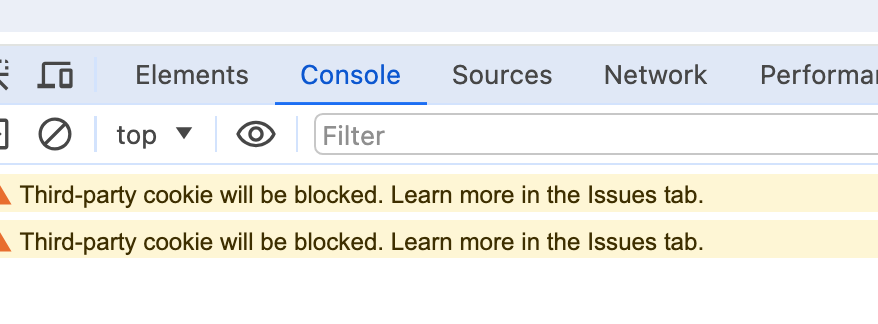 Elements Console Sources Network Performa
top Filter
Third-party cookie will be blocked. Learn more in the Issues tab.
Third-party cookie will be blocked. Learn more in the Issues tab.